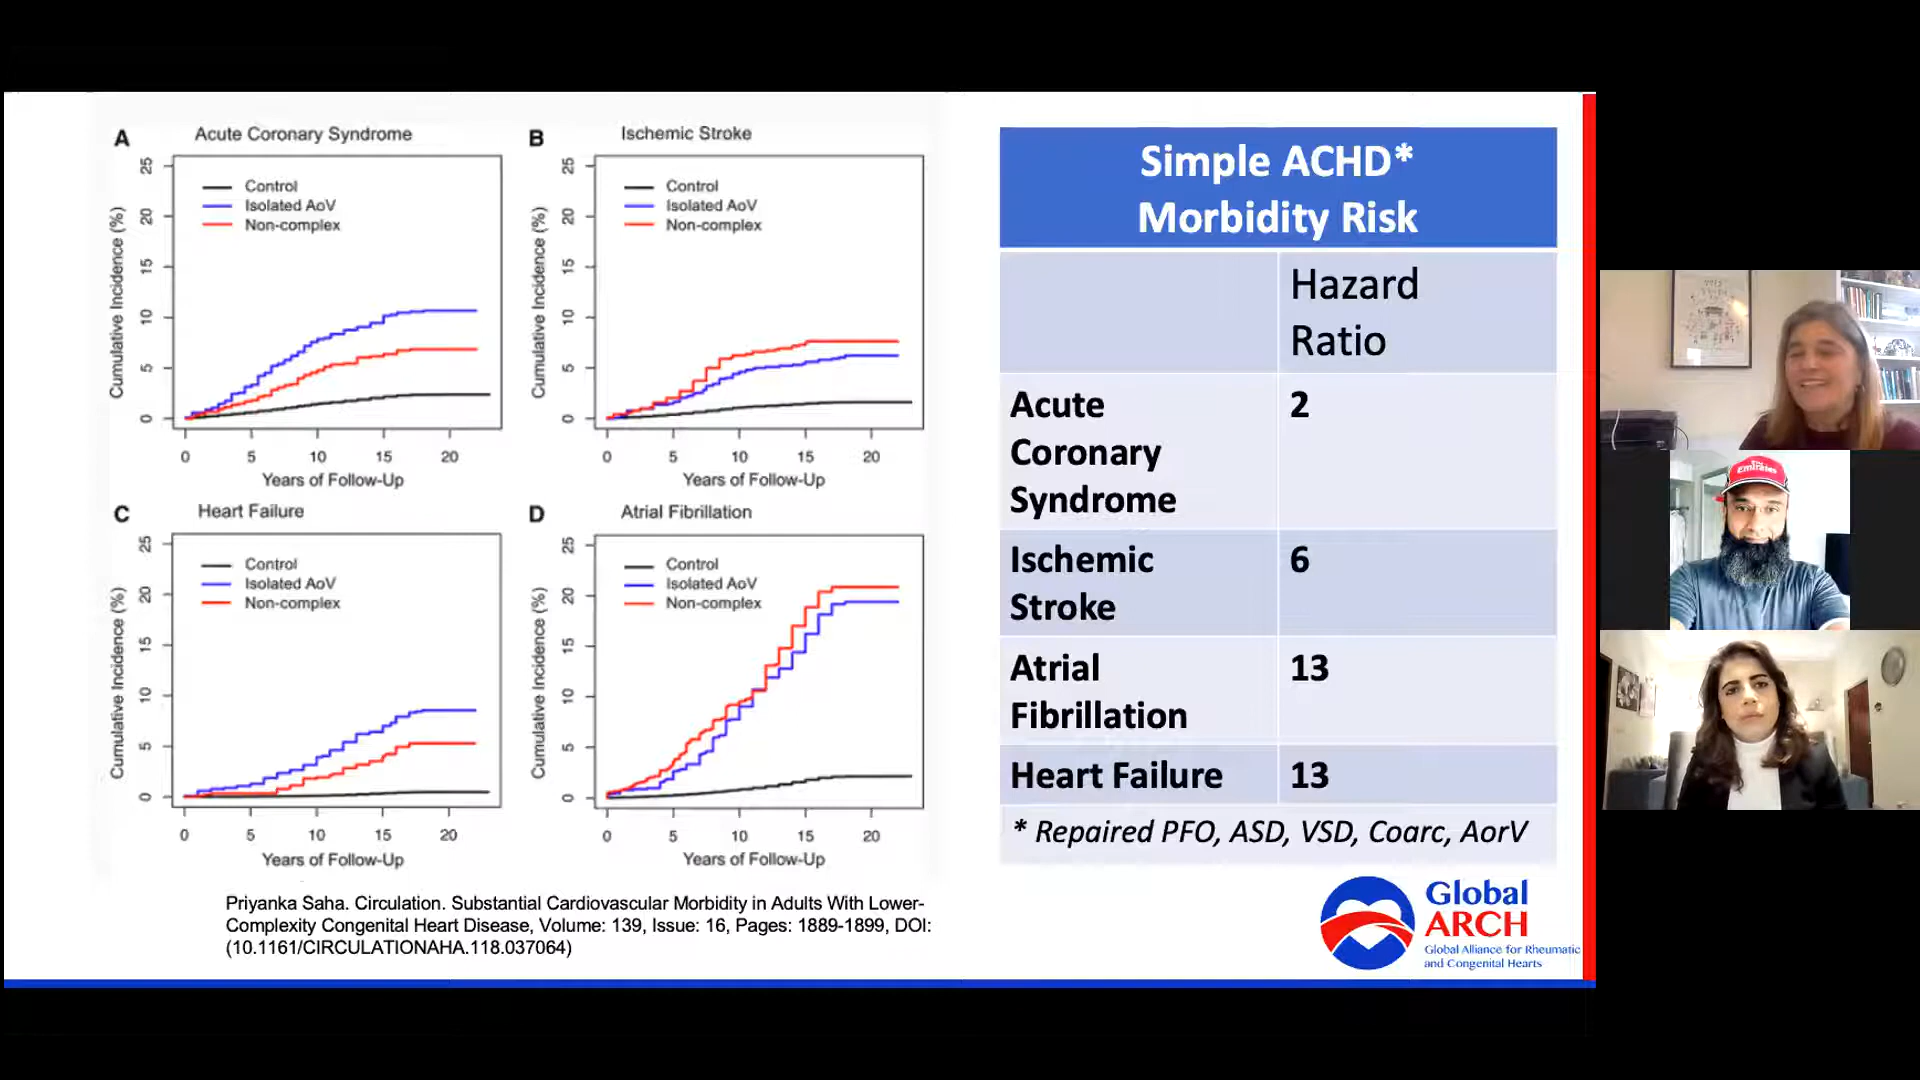 A Acute Coronary Syndrome
Cumulative Incidence (%)
25
20
15
10
5
0
Control
Isolated AoV
Non-complex
0 5 10 15 20
Years of Follow-Up
B Ischemic Stroke
Cumulative Incidence (%)
25
20
15
10
5
0
Control
Isolated AoV
Non-complex
0 5 10 15 20
Years of Follow-Up
C Heart Failure
Cumulative Incidence (%)
25
20
15
10
5
0
Control
Isolated AoV
Non-complex
0 5 10 15 20
Years of Follow-Up
D Atrial Fibrillation
Cumulative Incidence (%)
25
20
15
10
5
0
Control
Isolated AoV
Non-complex
0 5 10 15 20
Years of Follow-Up
Priyanka Saha. Circulation. Substantial Cardiovascular Morbidity in Adults With Lower-
Complexity Congenital Heart Disease, Volume: 139, Issue: 16, Pages: 1889-1899, DOI:
(10.1161/CIRCULATIONAHA.118.037064)
Simple ACHD*
Morbidity Risk
Hazard
Ratio
Acute 2
Coronary
Syndrome
Ischemic 6
Stroke
Atrial 13
Fibrillation
Heart Failure 13
* Repaired PFO, ASD, VSD, Coarc, AorV
Global
ARCH
Global Alliance for Rheumatic
and Congenital Hearts
Emirates